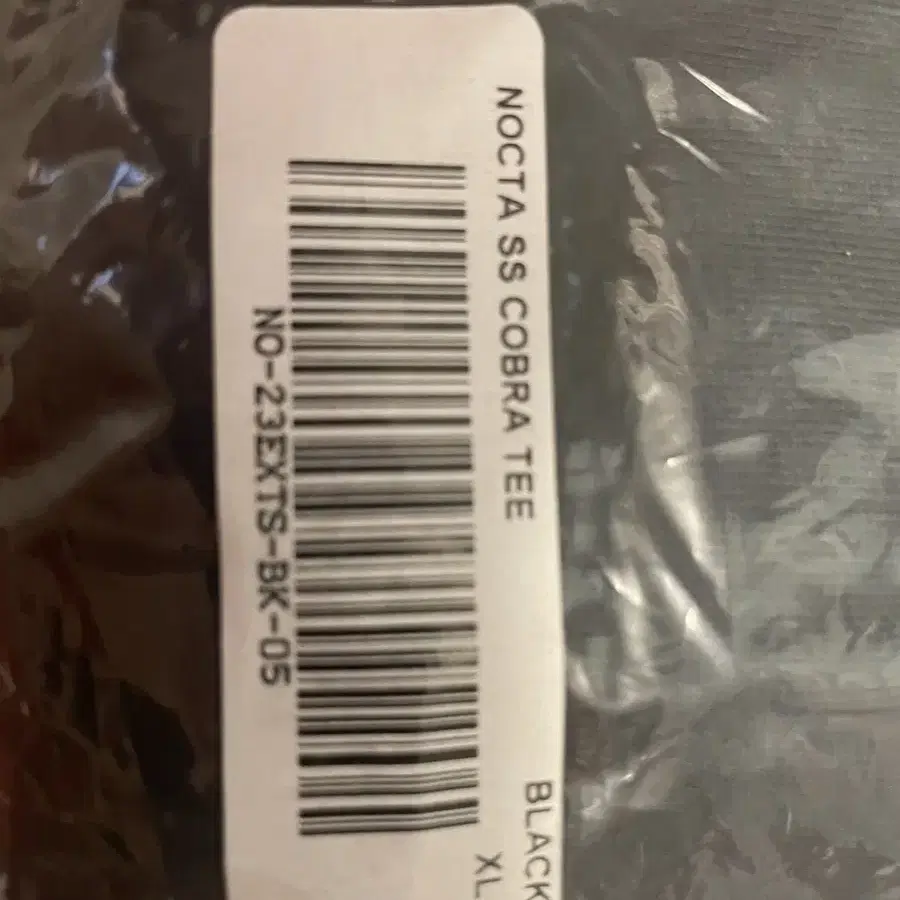 NOCTA SS COBRA TEE
BLACK
XL
NO-23EXTS-BK-05